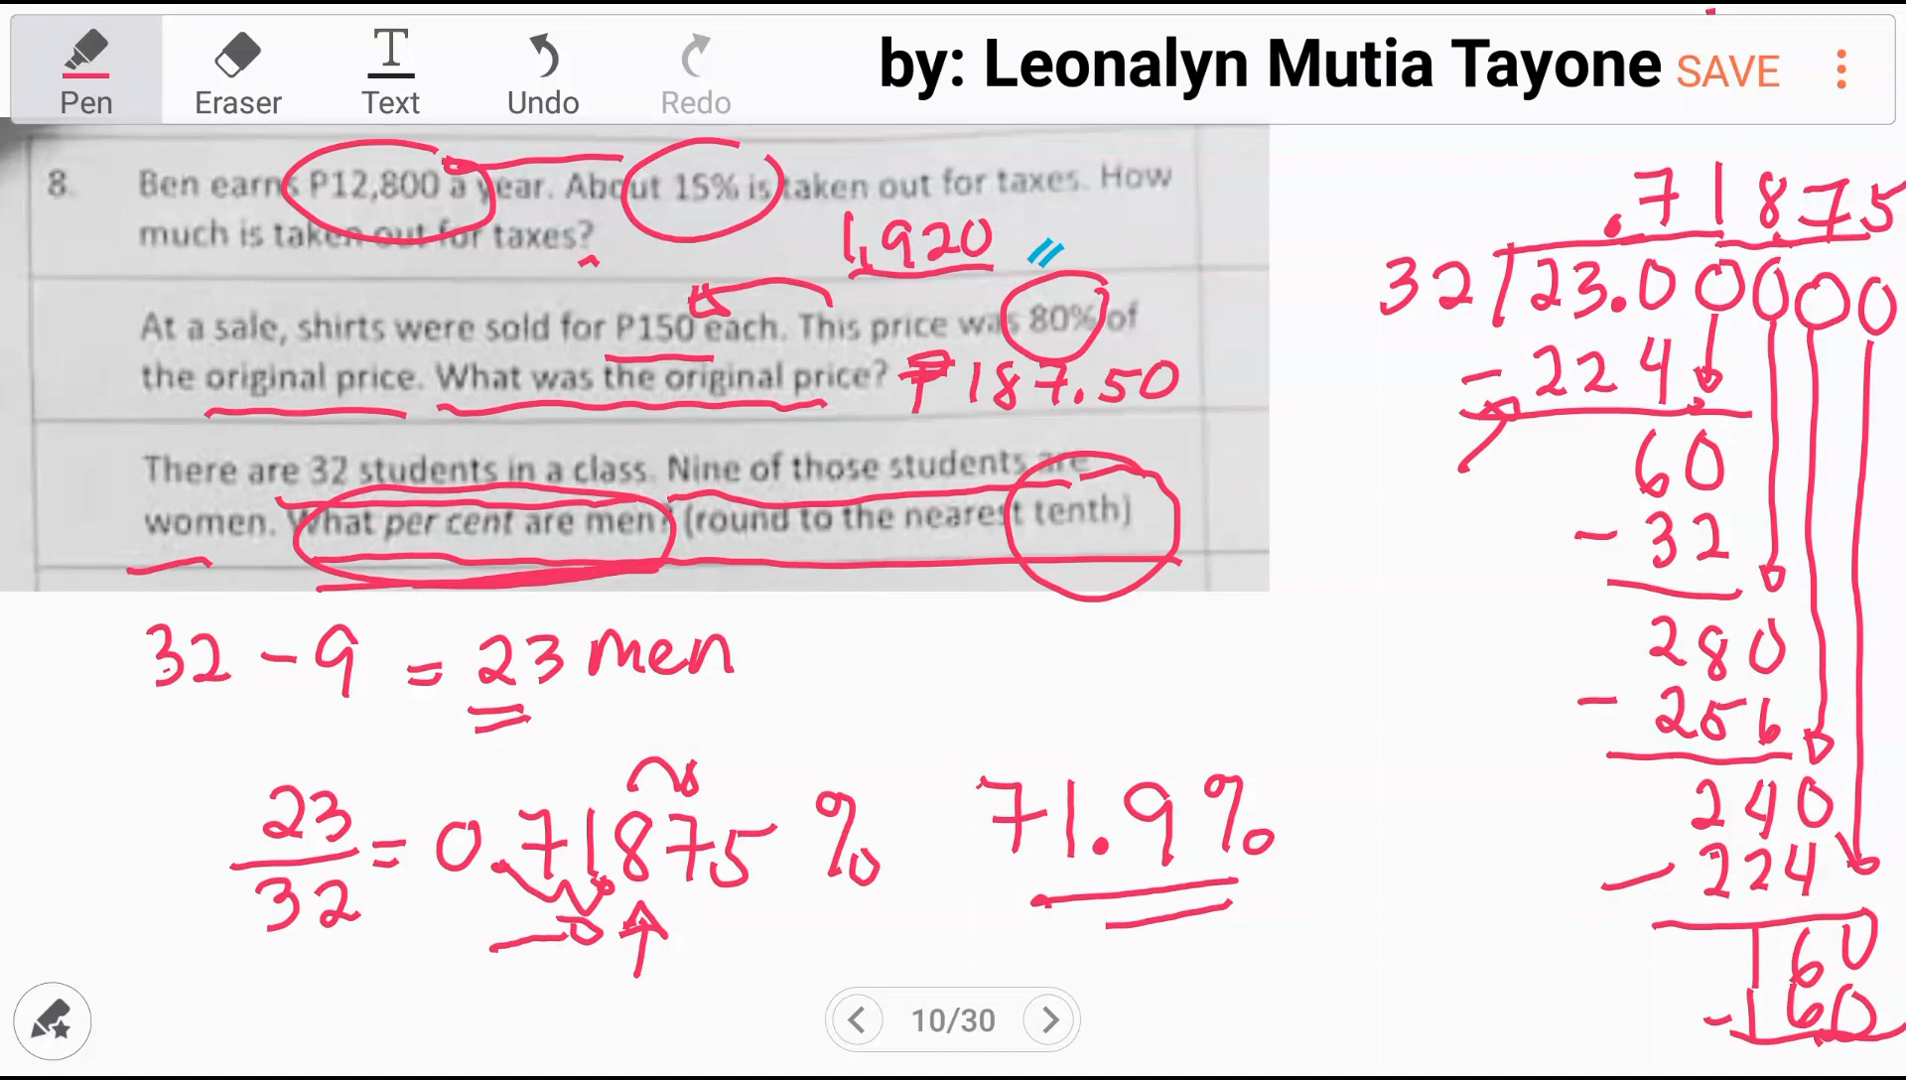 by: Leonalyn Mutia Tayone
SAVE
Pen
Eraser
Text
Undo
Redo
8. Ben earns P12,800 a year. About 15% is taken out for taxes. How
much is taken out for taxes?
1,920
At a sale, shirts were sold for P150 each. This price was 80% of
the original price. What was the original price?
₱187.50
There are 32 students in a class. Nine of those students are
women. What per cent are men? (round to the nearest tenth)
32 - 9 = 23 men
23
32
= 0.71875 %
71.9%
.71875
32 23.00000
- 224
60
- 32
280
- 256
240
- 224
160
- 160
10/30